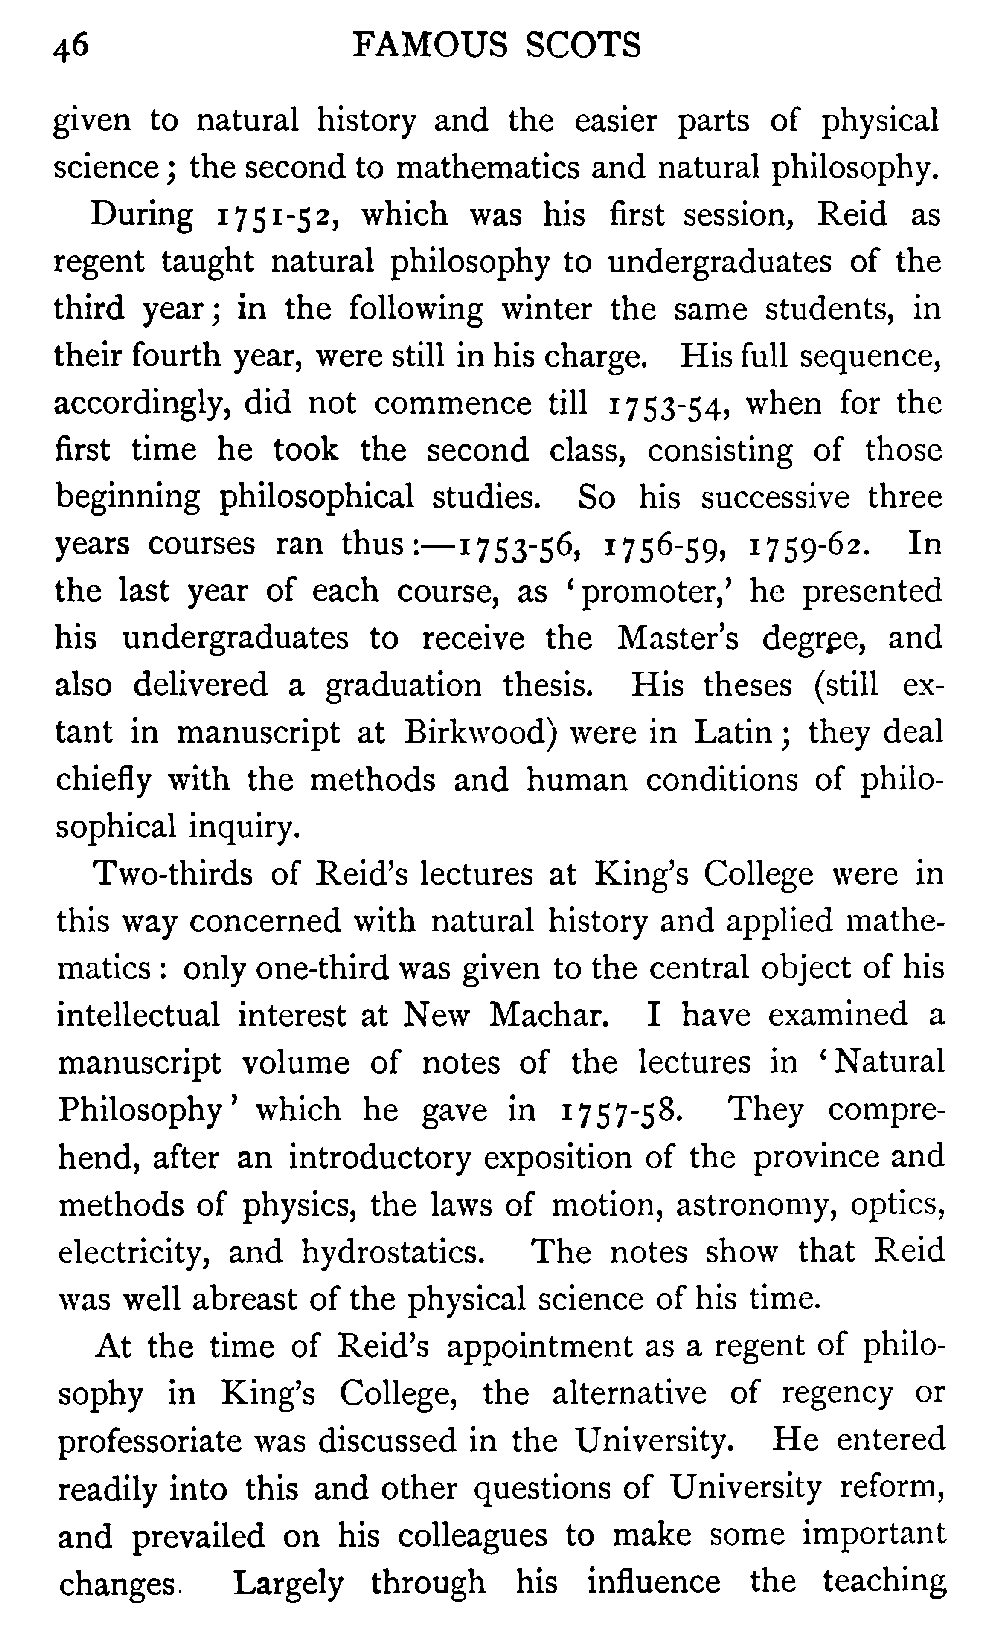 46 FAMOUS SCOTS
given to natural history and the easier parts of physical
science; the second to mathematics and natural philosophy.
During 1751-52, which was his first session, Reid as
regent taught natural philosophy to undergraduates of the
third year; in the following winter the same students, in
their fourth year, were still in his charge. His full sequence,
accordingly, did not commence till 1753-54, when for the
first time he took the second class, consisting of those
beginning philosophical studies. So his successive three
years courses ran thus:—1753-56, 1756-59, 1759-62. In
the last year of each course, as ‘promoter,’ he presented
his undergraduates to receive the Master’s degree, and
also delivered a graduation thesis. His theses (still ex-
tant in manuscript at Birkwood) were in Latin; they deal
chiefly with the methods and human conditions of philo-
sophical inquiry.
Two-thirds of Reid’s lectures at King’s College were in
this way concerned with natural history and applied mathe-
matics: only one-third was given to the central object of his
intellectual interest at New Machar. I have examined a
manuscript volume of notes of the lectures in ‘Natural
Philosophy’ which he gave in 1757-58. They compre-
hend, after an introductory exposition of the province and
methods of physics, the laws of motion, astronomy, optics,
electricity, and hydrostatics. The notes show that Reid
was well abreast of the physical science of his time.
At the time of Reid’s appointment as a regent of philo-
sophy in King’s College, the alternative of regency or
professoriate was discussed in the University. He entered
readily into this and other questions of University reform,
and prevailed on his colleagues to make some important
changes. Largely through his influence the teaching